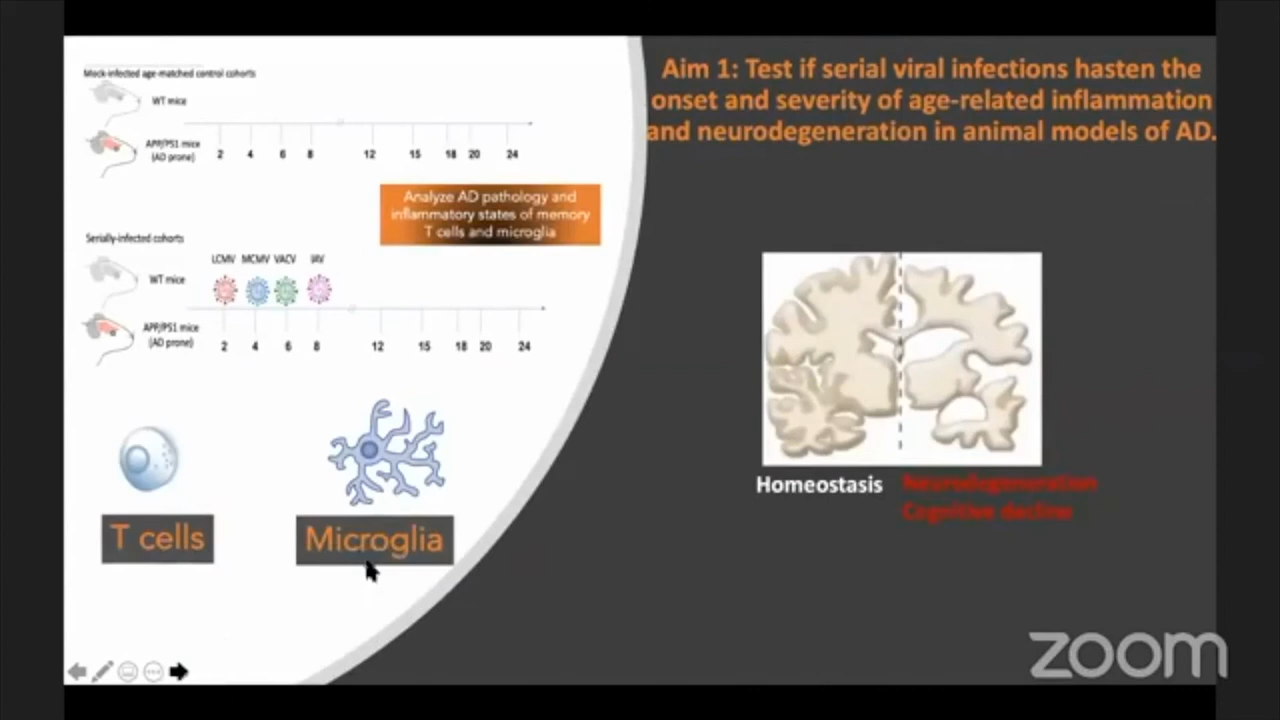 Mock-infected age-matched control cohorts
WT mice
APP/PS1 mice
(AD prone)
2 4 6 8 12 15 18 20 24
Analyze AD pathology and
inflammatory states of memory
T cells and microglia
Serially-infected cohorts
LCMV MCMV VACV IAV
WT mice
APP/PS1 mice
(AD prone)
2 4 6 8 12 15 18 20 24
T cells
Microglia
Aim 1: Test if serial viral infections hasten the
onset and severity of age-related inflammation
and neurodegeneration in animal models of AD.
Homeostasis
Neurodegeneration
Cognitive decline
zoom